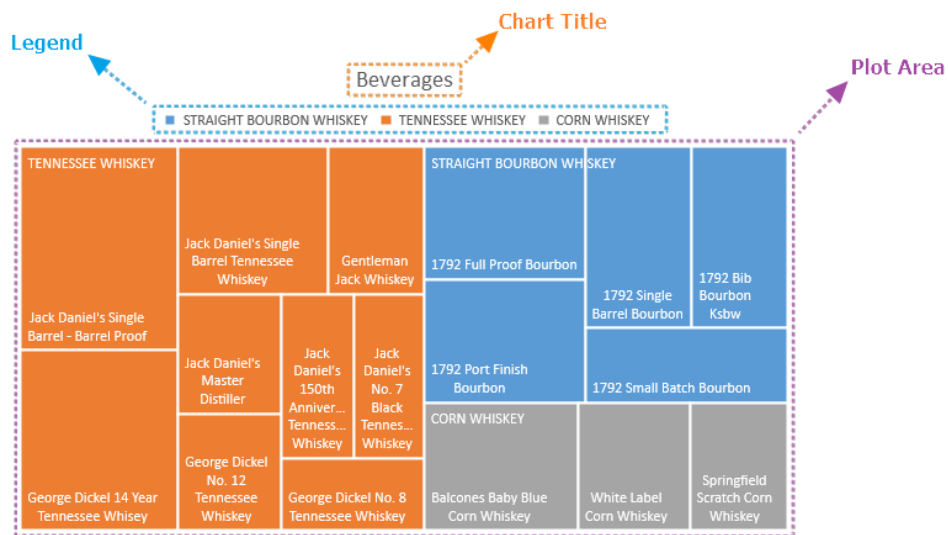 Chart Title
Legend
Plot Area
Beverages
STRAIGHT BOURBON WHISKEY TENNESSEE WHISKEY CORN WHISKEY
TENNESSEE WHISKEY
Jack Daniel's Single
Barrel - Barrel Proof
George Dickel 14 Year
Tennessee Whisey
Jack Daniel's Single
Barrel Tennessee
Whiskey
Gentleman
Jack Whiskey
Jack Daniel's
Master
Distiller
George Dickel
No. 12
Tennessee
Whiskey
Jack
Daniel's
150th
Anniver...
Tenness...
Whiskey
Jack
Daniel's
No. 7
Black
Tennes...
Whiskey
George Dickel No. 8
Tennessee Whiskey
STRAIGHT BOURBON WHISKEY
1792 Full Proof Bourbon
1792 Port Finish
Bourbon
1792 Single
Barrel Bourbon
1792 Bib
Bourbon
Ksbw
1792 Small Batch Bourbon
CORN WHISKEY
Balcones Baby Blue
Corn Whiskey
White Label
Corn Whiskey
Springfield
Scratch Corn
Whiskey